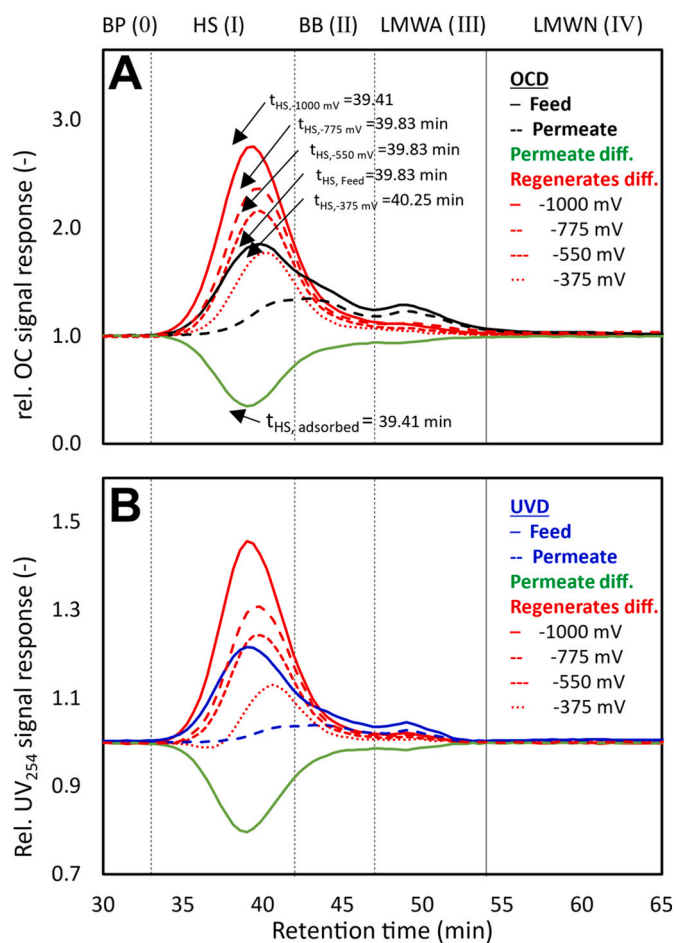 BP (0) HS (I) BB (II) LMWA (III) LMWN (IV)
A
rel. OC signal response (-)
3.0
2.0
1.0
0.0
t_HS,-1000 mV =39.41
t_HS,-775 mV =39.83 min
t_HS,-550 mV =39.83 min
t_HS, Feed =39.83 min
t_HS,-375 mV =40.25 min
t_HS, adsorbed = 39.41 min
OCD
– Feed
-- Permeate
Permeate diff.
Regenerates diff.
– -1000 mV
-- -775 mV
--- -550 mV
···· -375 mV
B
Rel. UV254 signal response (-)
1.5
1.3
1.1
0.9
0.7
UVD
– Feed
-- Permeate
Permeate diff.
Regenerates diff.
– -1000 mV
-- -775 mV
--- -550 mV
···· -375 mV
30 35 40 45 50 55 60 65
Retention time (min)